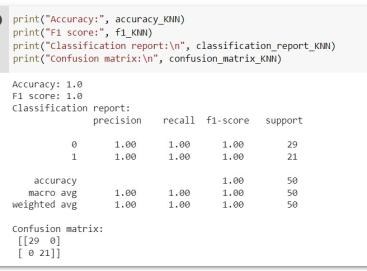 print("Accuracy:", accuracy_KNN)
print("F1 score:", f1_KNN)
print("Classification report:\n", classification_report_KNN)
print("Confusion matrix:\n", confusion_matrix_KNN)
Accuracy: 1.0
F1 score: 1.0
Classification report:
precision recall f1-score support
0 1.00 1.00 1.00 29
1 1.00 1.00 1.00 21
accuracy 1.00 50
macro avg 1.00 1.00 1.00 50
weighted avg 1.00 1.00 1.00 50
Confusion matrix:
[[29 0]
[ 0 21]]